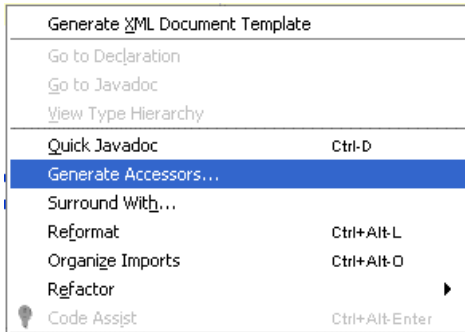 Generate XML Document Template
Go to Declaration
Go to Javadoc
View Type Hierarchy
Quick Javadoc Ctrl-D
Generate Accessors...
Surround With...
Reformat Ctrl+Alt-L
Organize Imports Ctrl+Alt-O
Refactor
Code Assist Ctrl+Alt-Enter